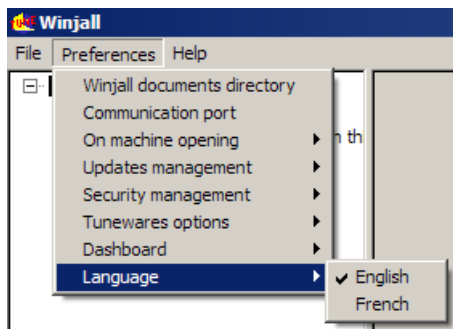 Winjall
File Preferences Help
Winjall documents directory
Communication port
On machine opening
th
Updates management
Security management
Tunewares options
Dashboard
Language
English
French